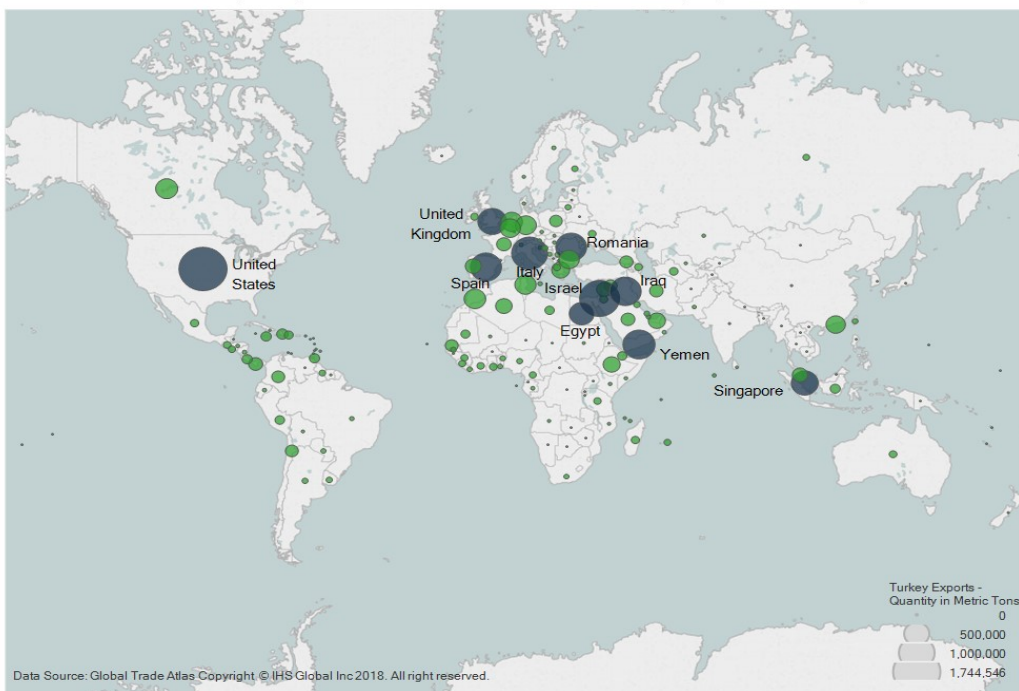 United
Kingdom
Romania
United
States
Spain
Italy
Israel
Iraq
Egypt
Yemen
Singapore
Turkey Exports -
Quantity in Metric Tons
0
500,000
1,000,000
1,744,546
Data Source: Global Trade Atlas Copyright © IHS Global Inc 2018. All right reserved.